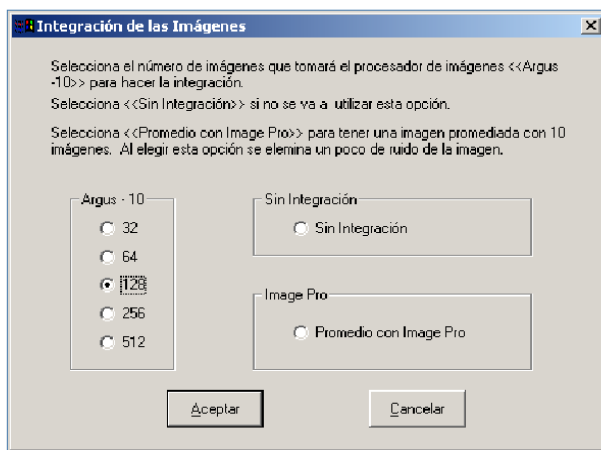 Integración de las Imágenes
Selecciona el número de imágenes que tomará el procesador de imágenes <<Argus
-10>> para hacer la integración.
Selecciona <<Sin Integración>> si no se va a utilizar esta opción.
Selecciona <<Promedio con Image Pro>> para tener una imagen promediada con 10
imágenes. Al elegir esta opción se elemina un poco de ruido de la imagen.
Argus - 10
32
64
128
256
512
Sin Integración
Sin Integración
Image Pro
Promedio con Image Pro
Aceptar
Cancelar